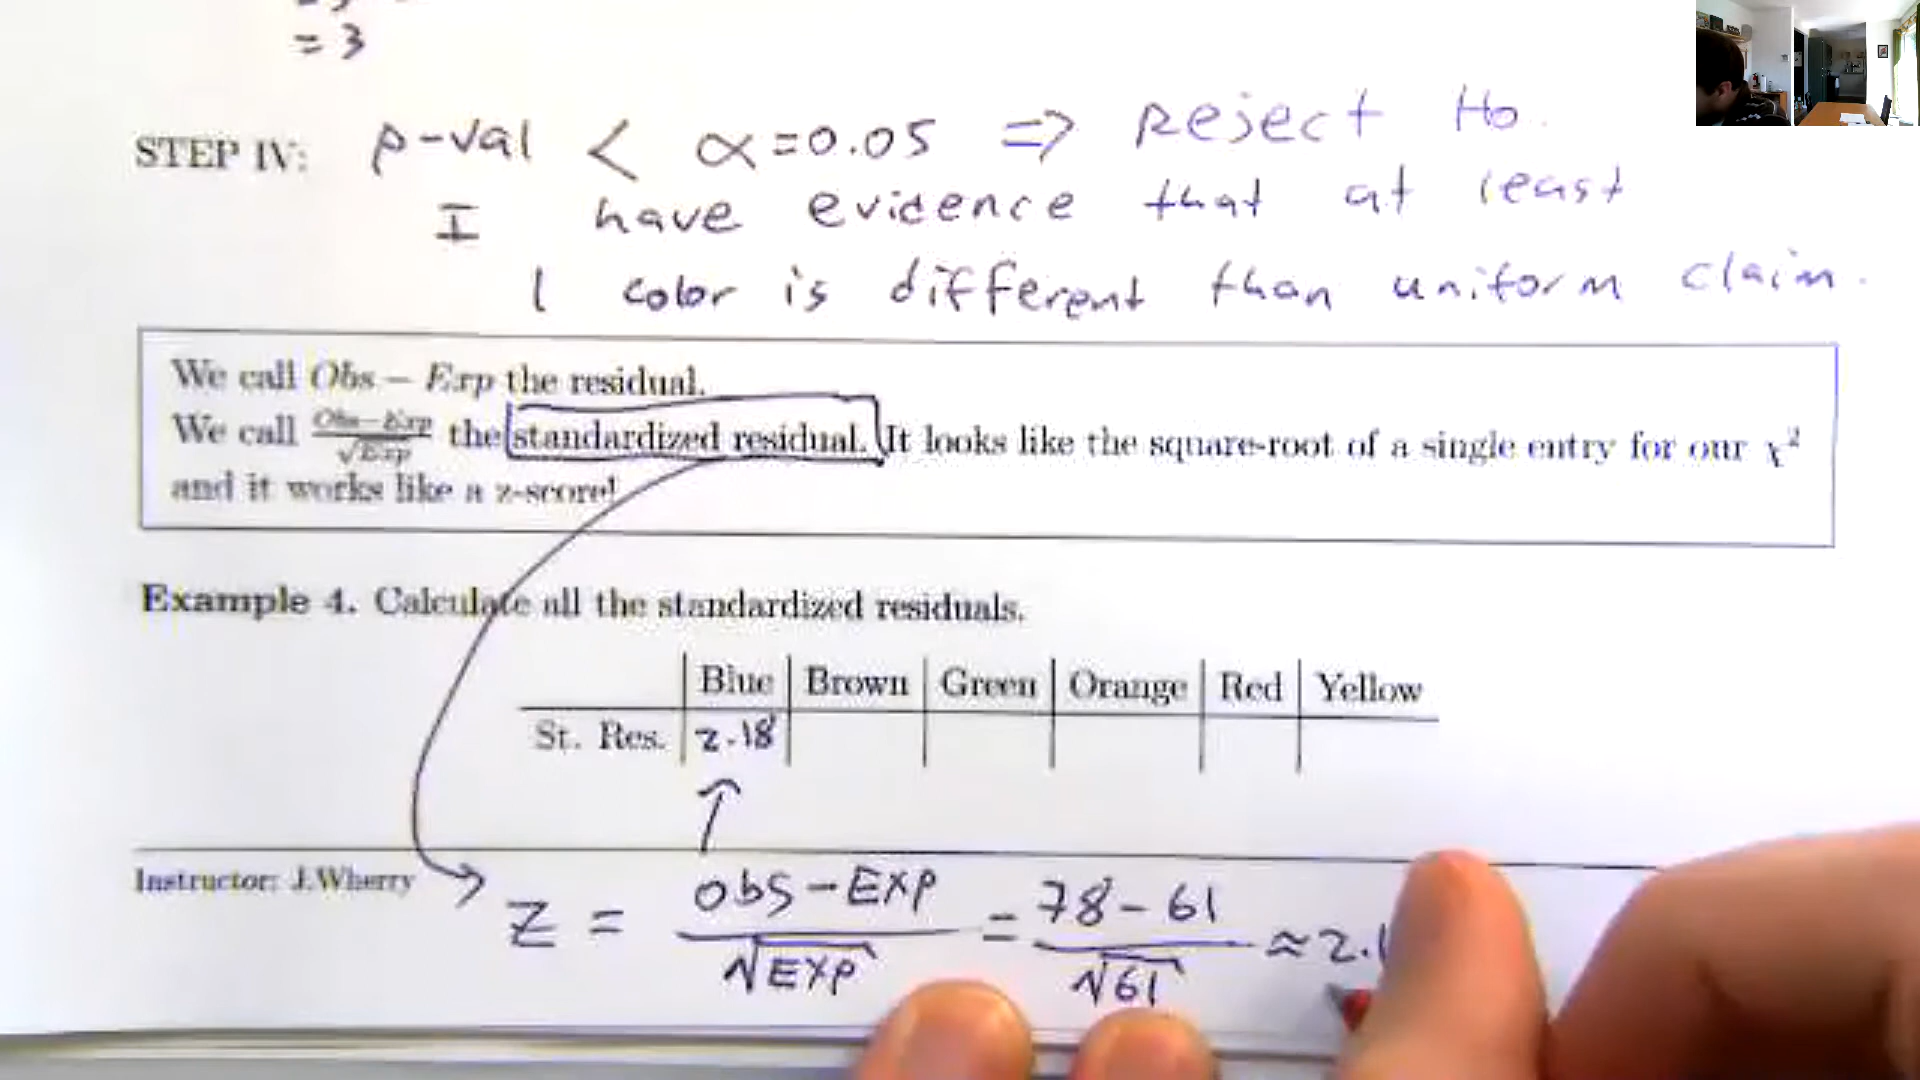 = 3
STEP IV: p-val < α=0.05 => Reject Ho.
I have evidence that at least
1 color is different than uniform claim.
We call Obs − Exp the residual.
We call (Obs−Exp)/√Exp the standardized residual. It looks like the square-root of a single entry for our χ²
and it works like a z-score!
Example 4. Calculate all the standardized residuals.
Blue Brown Green Orange Red Yellow
St. Res. 2.18
Instructor: J.Wherry
Z = (Obs − Exp)/√Exp = (78 − 61)/√61 ≈ 2.1